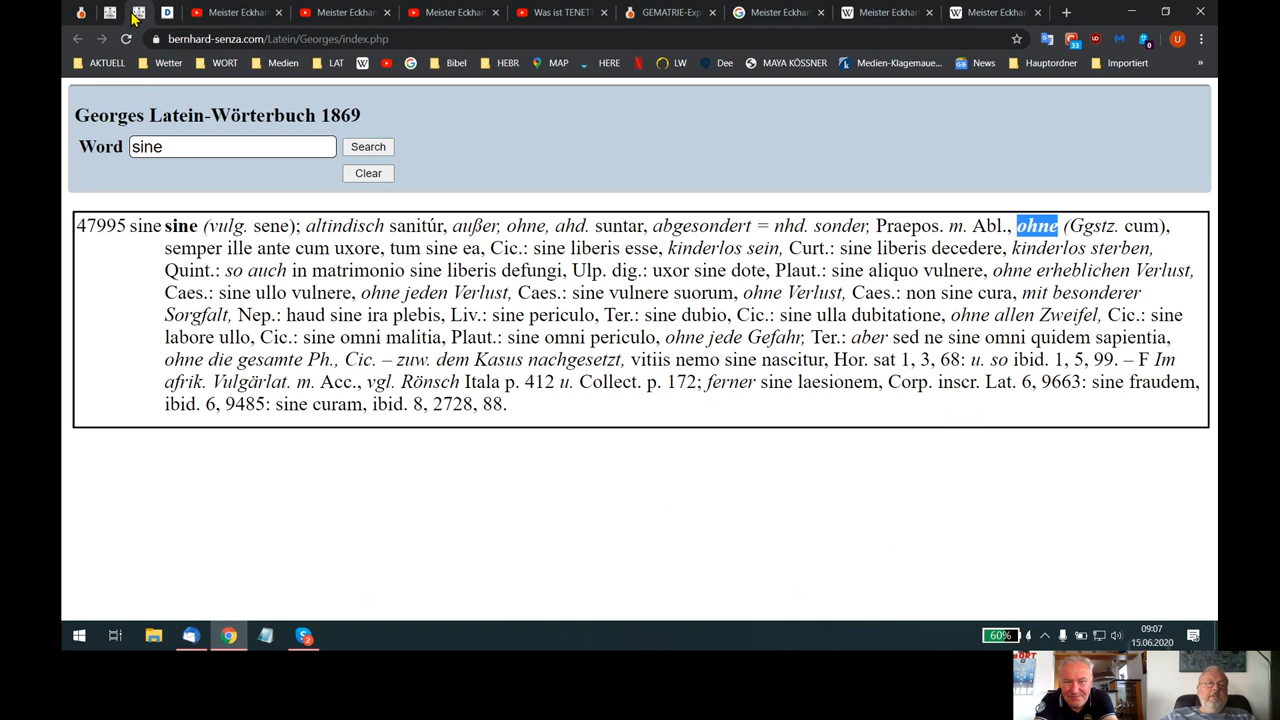 Meister Eckhar
Meister Eckhar
Meister Eckhar
Was ist TENET?
GEMATRIE-Exp
Meister Eckhar
Meister Eckhar
Meister Eckhar
bernhard-senza.com/Latein/Georges/index.php
33
0
U
AKTUELL
Wetter
WORT
Medien
LAT
Bibel
HEBR
MAP
HERE
LW
Dee
MAYA KÖSSNER
Medien-Klagemaue...
News
Hauptordner
Importiert
»
Georges Latein-Wörterbuch 1869
Word sine Search
Clear
47995 sine sine (vulg. sene); altindisch sanitúr, außer, ohne, ahd. suntar, abgesondert = nhd. sonder, Praepos. m. Abl., ohne (Ggstz. cum),
semper ille ante cum uxore, tum sine ea, Cic.: sine liberis esse, kinderlos sein, Curt.: sine liberis decedere, kinderlos sterben,
Quint.: so auch in matrimonio sine liberis defungi, Ulp. dig.: uxor sine dote, Plaut.: sine aliquo vulnere, ohne erheblichen Verlust,
Caes.: sine ullo vulnere, ohne jeden Verlust, Caes.: sine vulnere suorum, ohne Verlust, Caes.: non sine cura, mit besonderer
Sorgfalt, Nep.: haud sine ira plebis, Liv.: sine periculo, Ter.: sine dubio, Cic.: sine ulla dubitatione, ohne allen Zweifel, Cic.: sine
labore ullo, Cic.: sine omni malitia, Plaut.: sine omni periculo, ohne jede Gefahr, Ter.: aber sed ne sine omni quidem sapientia,
ohne die gesamte Ph., Cic. – zuw. dem Kasus nachgesetzt, vitiis nemo sine nascitur, Hor. sat 1, 3, 68: u. so ibid. 1, 5, 99. – F Im
afrik. Vulgärlat. m. Acc., vgl. Rönsch Itala p. 412 u. Collect. p. 172; ferner sine laesionem, Corp. inscr. Lat. 6, 9663: sine fraudem,
ibid. 6, 9485: sine curam, ibid. 8, 2728, 88.
60%
09:07
15.06.2020